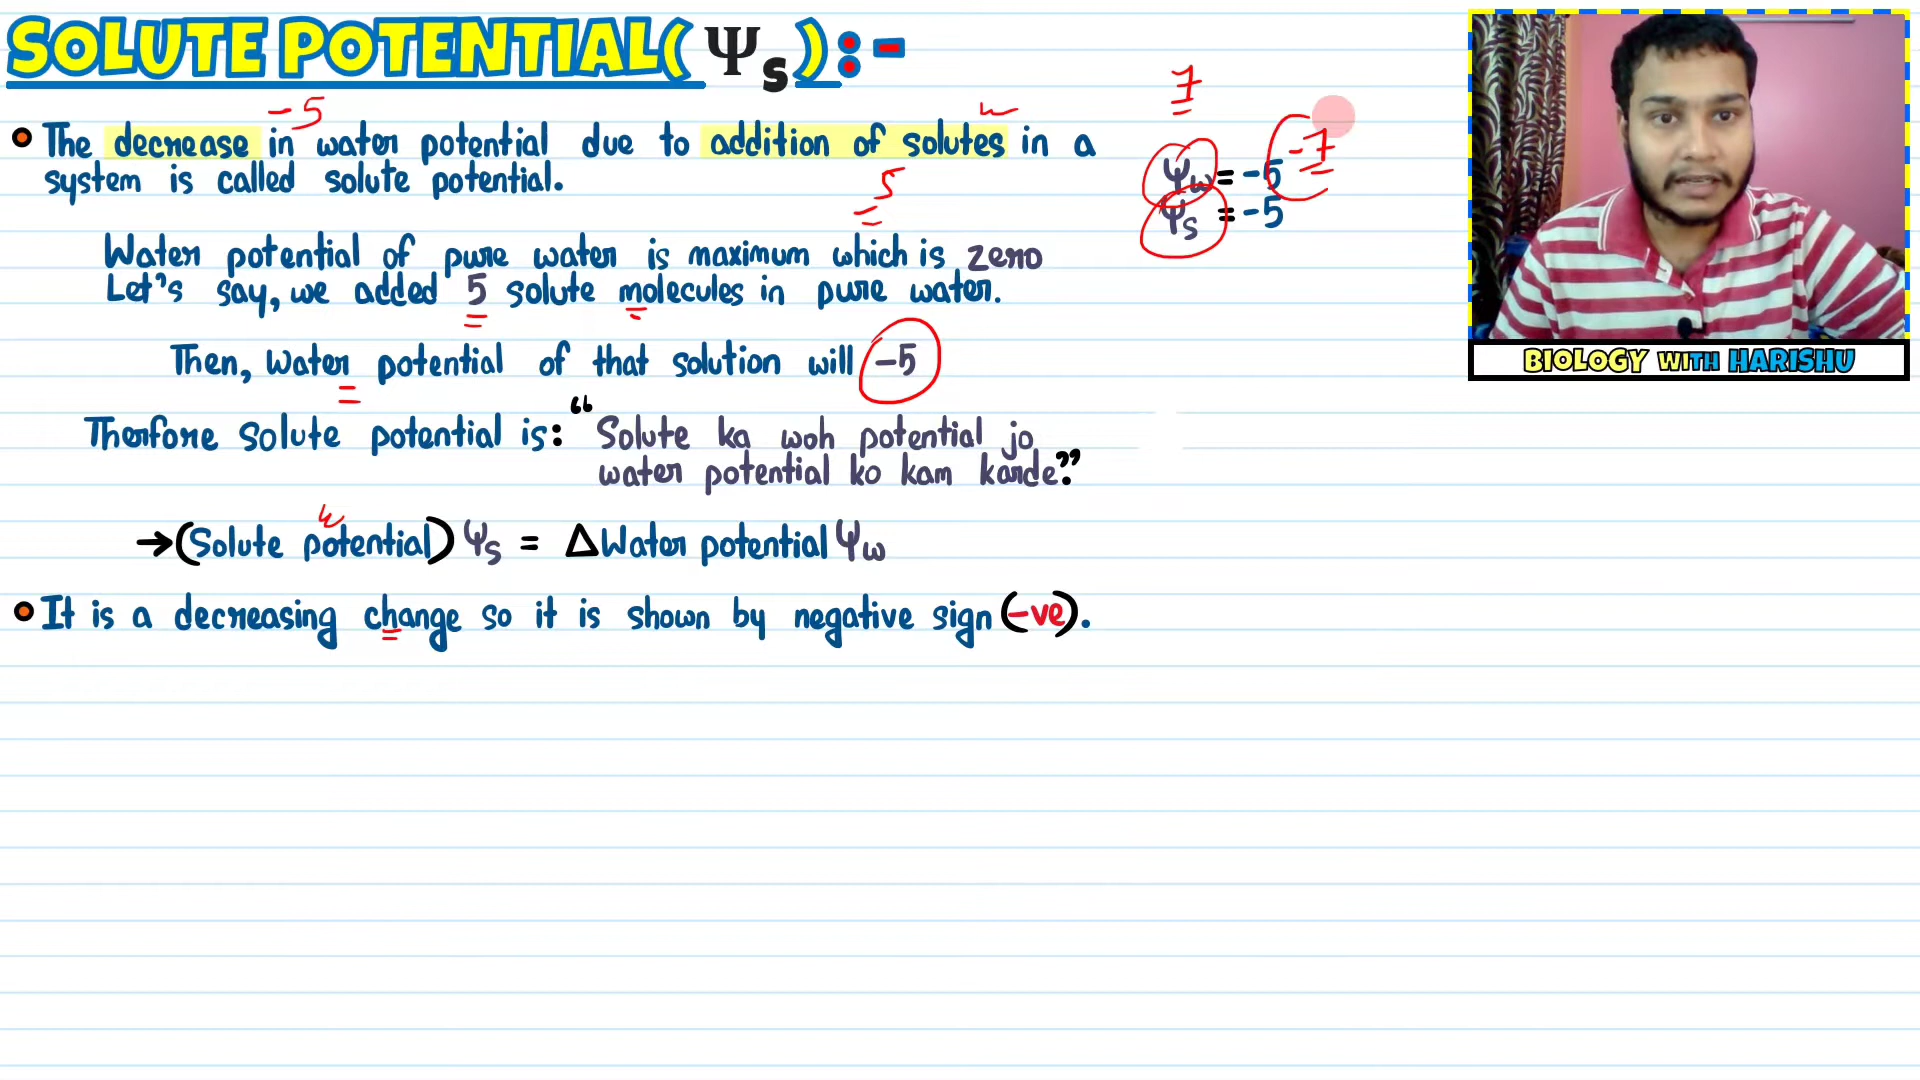 SOLUTE POTENTIAL( Ψs ):-
-5
w
7
The decrease in water potential due to addition of solutes in a
system is called solute potential.
Ψw = -5
-7
Ψs = -5
-5
Water potential of pure water is maximum which is zero
Let's say, we added 5 solute molecules in pure water.
Then, Water potential of that solution will -5
Therfore Solute potential is: “Solute ka woh potential jo
water potential ko kam karde.”
w
→(Solute potential) Ψs = ΔWater potential Ψw
It is a decreasing change so it is shown by negative sign (-ve).
BIOLOGY WITH HARISHU